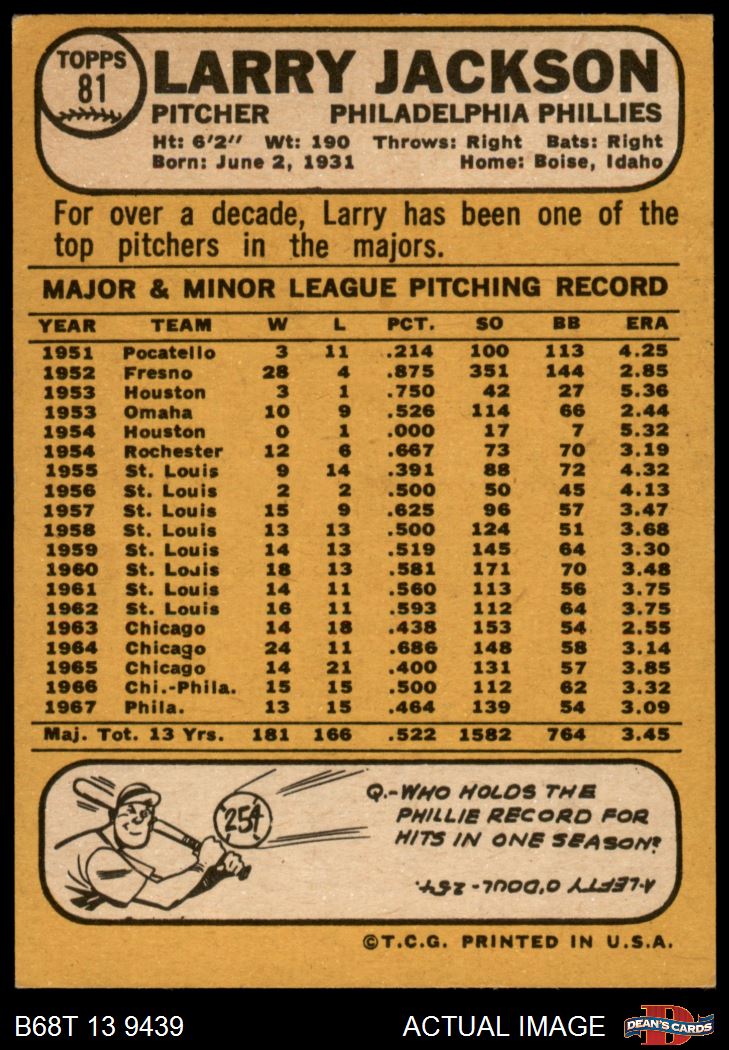 TOPPS
81
LARRY JACKSON
PITCHER PHILADELPHIA PHILLIES
Ht: 6'2" Wt: 190 Throws: Right Bats: Right
Born: June 2, 1931 Home: Boise, Idaho
For over a decade, Larry has been one of the
top pitchers in the majors.
MAJOR & MINOR LEAGUE PITCHING RECORD
YEAR TEAM W L PCT. SO BB ERA
1951 Pocatello 3 11 .214 100 113 4.25
1952 Fresno 28 4 .875 351 144 2.85
1953 Houston 3 1 .750 42 27 5.36
1953 Omaha 10 9 .526 114 66 2.44
1954 Houston 0 1 .000 17 7 5.32
1954 Rochester 12 6 .667 73 70 3.19
1955 St. Louis 9 14 .391 88 72 4.32
1956 St. Louis 2 2 .500 50 45 4.13
1957 St. Louis 15 9 .625 96 57 3.47
1958 St. Louis 13 13 .500 124 51 3.68
1959 St. Louis 14 13 .519 145 64 3.30
1960 St. Louis 18 13 .581 171 70 3.48
1961 St. Louis 14 11 .560 113 56 3.75
1962 St. Louis 16 11 .593 112 64 3.75
1963 Chicago 14 18 .438 153 54 2.55
1964 Chicago 24 11 .686 148 58 3.14
1965 Chicago 14 21 .400 131 57 3.85
1966 Chi.-Phila. 15 15 .500 112 62 3.32
1967 Phila. 13 15 .464 139 54 3.09
Maj. Tot. 13 Yrs. 181 166 .522 1582 764 3.45
254
Q.-WHO HOLDS THE
PHILLIE RECORD FOR
HITS IN ONE SEASON?
A-LEFTY O'DOUL-254.
©T.C.G. PRINTED IN U.S.A.
B68T 13 9439 ACTUAL IMAGE
D
DEAN'S CARDS